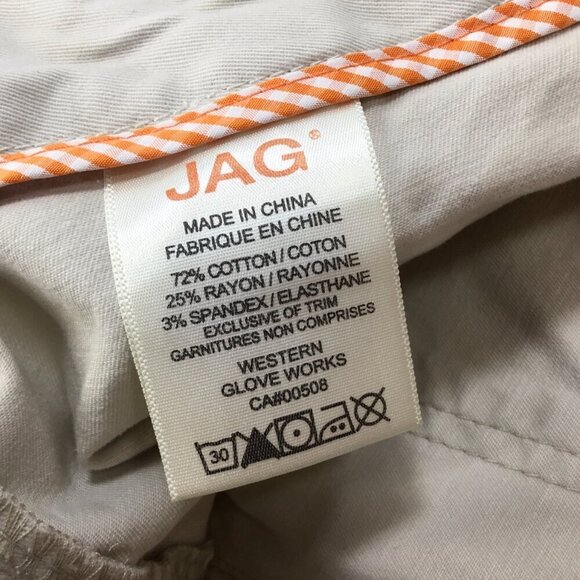 JAG®
MADE IN CHINA
FABRIQUE EN CHINE
72% COTTON / COTON
25% RAYON / RAYONNE
3% SPANDEX / ELASTHANE
EXCLUSIVE OF TRIM
GARNITURES NON COMPRISES
WESTERN
GLOVE WORKS
CA#00508
30